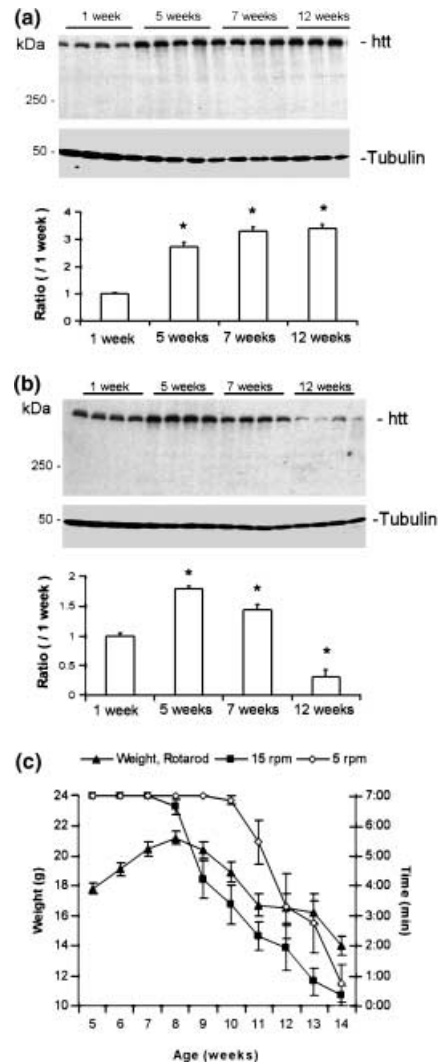 (a)
1 week 5 weeks 7 weeks 12 weeks
kDa
- htt
250 -
50 -
-Tubulin
Ratio ( / 1 week)
4
3
2
1
0
* * *
1 week 5 weeks 7 weeks 12 weeks
(b)
1 week 5 weeks 7 weeks 12 weeks
kDa
- htt
250 -
50 -
-Tubulin
Ratio ( / 1 week)
2
1.5
1
0.5
0
* * *
1 week 5 weeks 7 weeks 12 weeks
(c)
Weight, Rotarod 15 rpm 5 rpm
Weight (g)
24
22
20
18
16
14
12
10
7:00
6:00
5:00
4:00
3:00
2:00
1:00
0:00
Time (min)
5 6 7 8 9 10 11 12 13 14
Age (weeks)